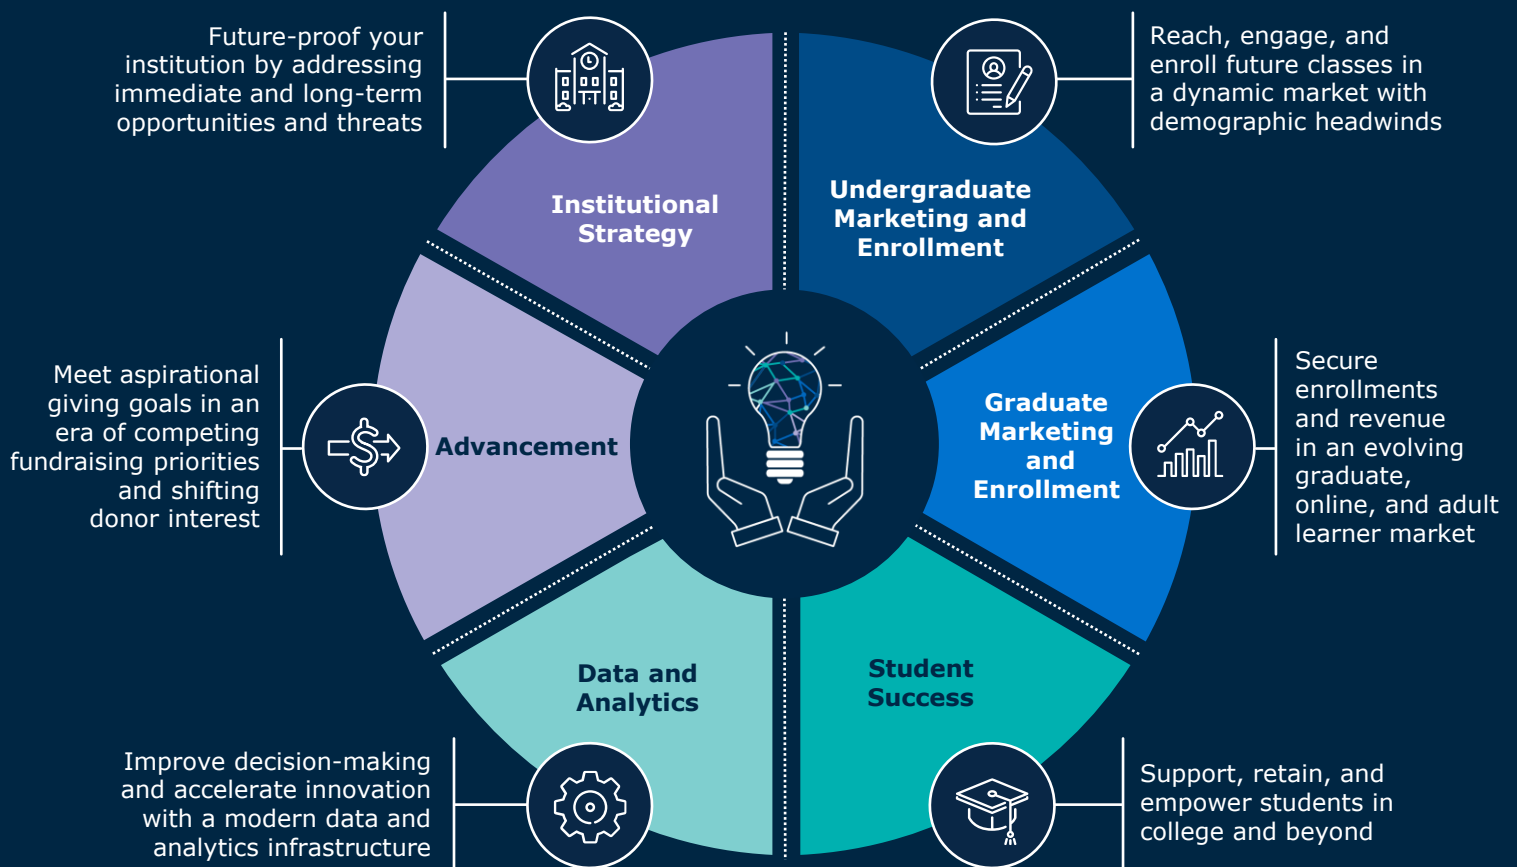 Future-proof your
institution by addressing
immediate and long-term
opportunities and threats
Institutional
Strategy
Undergraduate
Marketing and
Enrollment
Reach, engage, and
enroll future classes in
a dynamic market with
demographic headwinds
Meet aspirational
giving goals in an
era of competing
fundraising priorities
and shifting
donor interest
Advancement
Graduate
Marketing
and
Enrollment
Secure
enrollments
and revenue
in an evolving
graduate,
online, and adult
learner market
Improve decision-making
and accelerate innovation
with a modern data and
analytics infrastructure
Data and
Analytics
Student
Success
Support, retain, and
empower students in
college and beyond